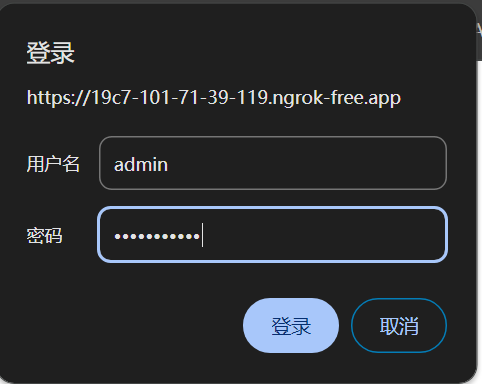 登录
https://19c7-101-71-39-119.ngrok-free.app
用户名 admin
密码 •••••••••••
登录 取消